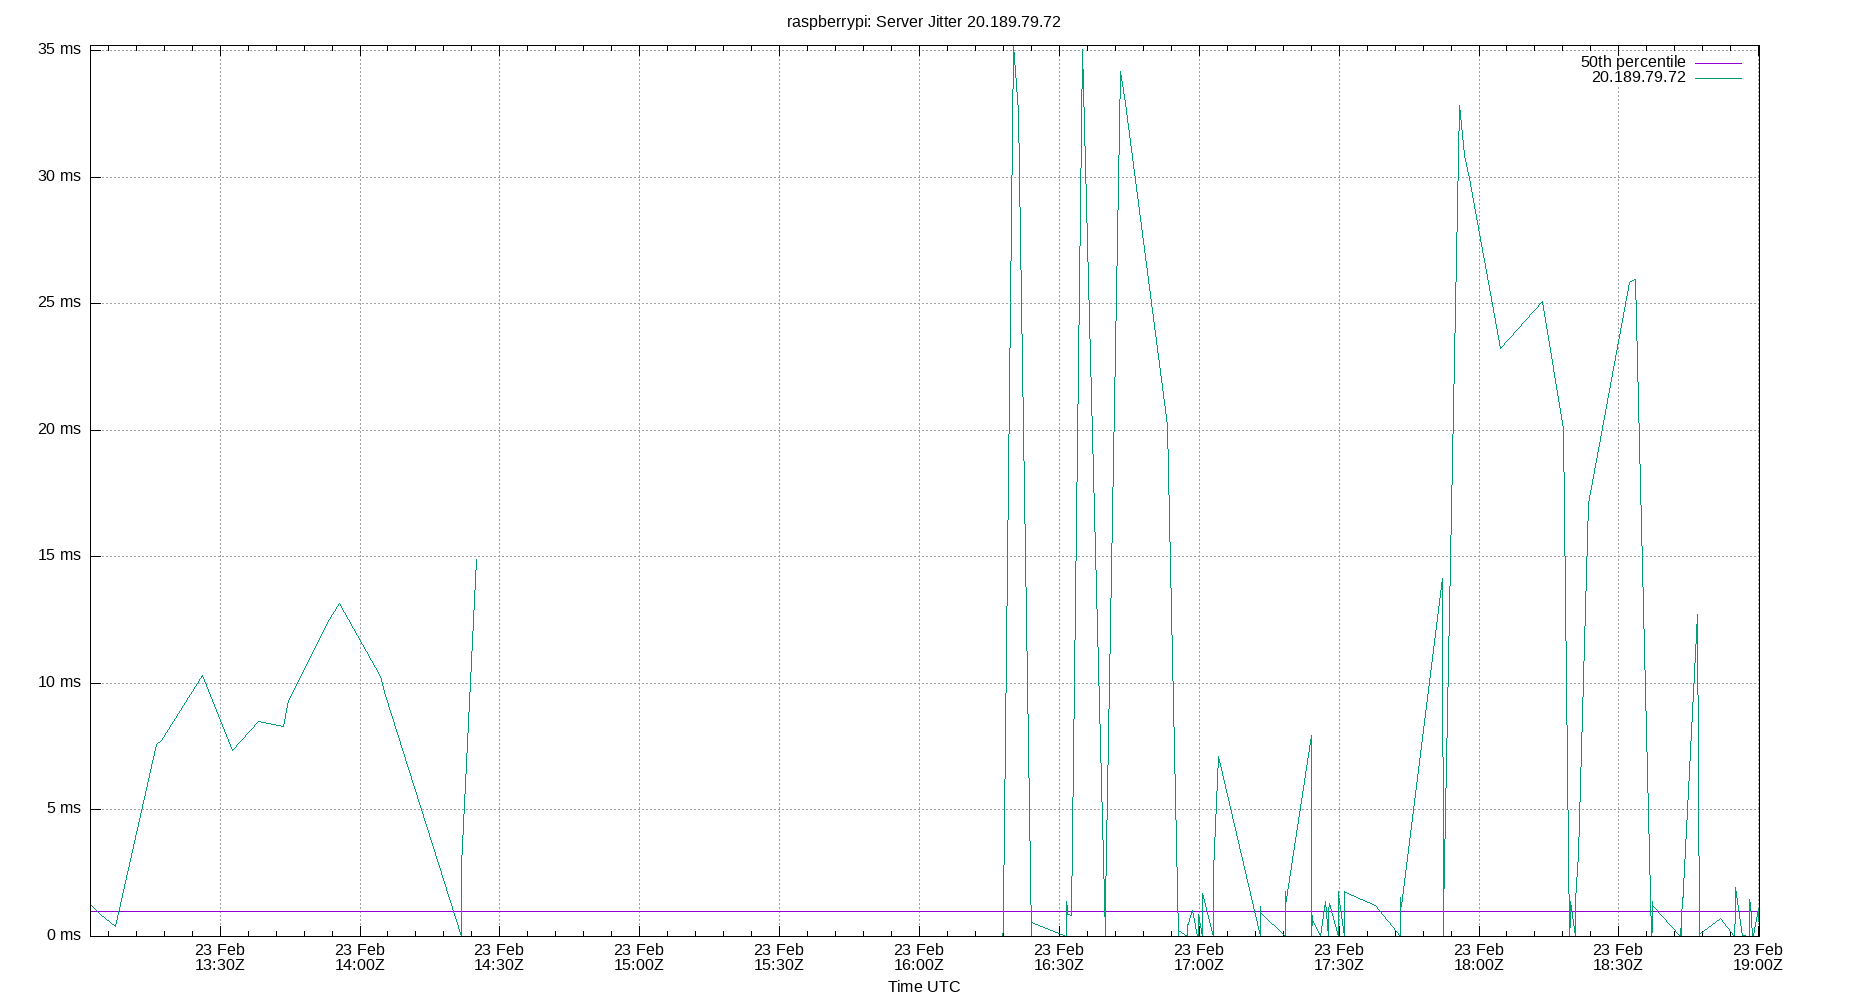 raspberrypi: Server Jitter 20.189.79.72
35 ms
50th percentile
20.189.79.72
30 ms
25 ms
20 ms
15 ms
10 ms
5 ms
0 ms
23 Feb 23 Feb 23 Feb 23 Feb 23 Feb 23 Feb 23 Feb 23 Feb 23 Feb 23 Feb 23 Feb 23 Feb
13:30Z 14:00Z 14:30Z 15:00Z 15:30Z 16:00Z 16:30Z 17:00Z 17:30Z 18:00Z 18:30Z 19:00Z
Time UTC